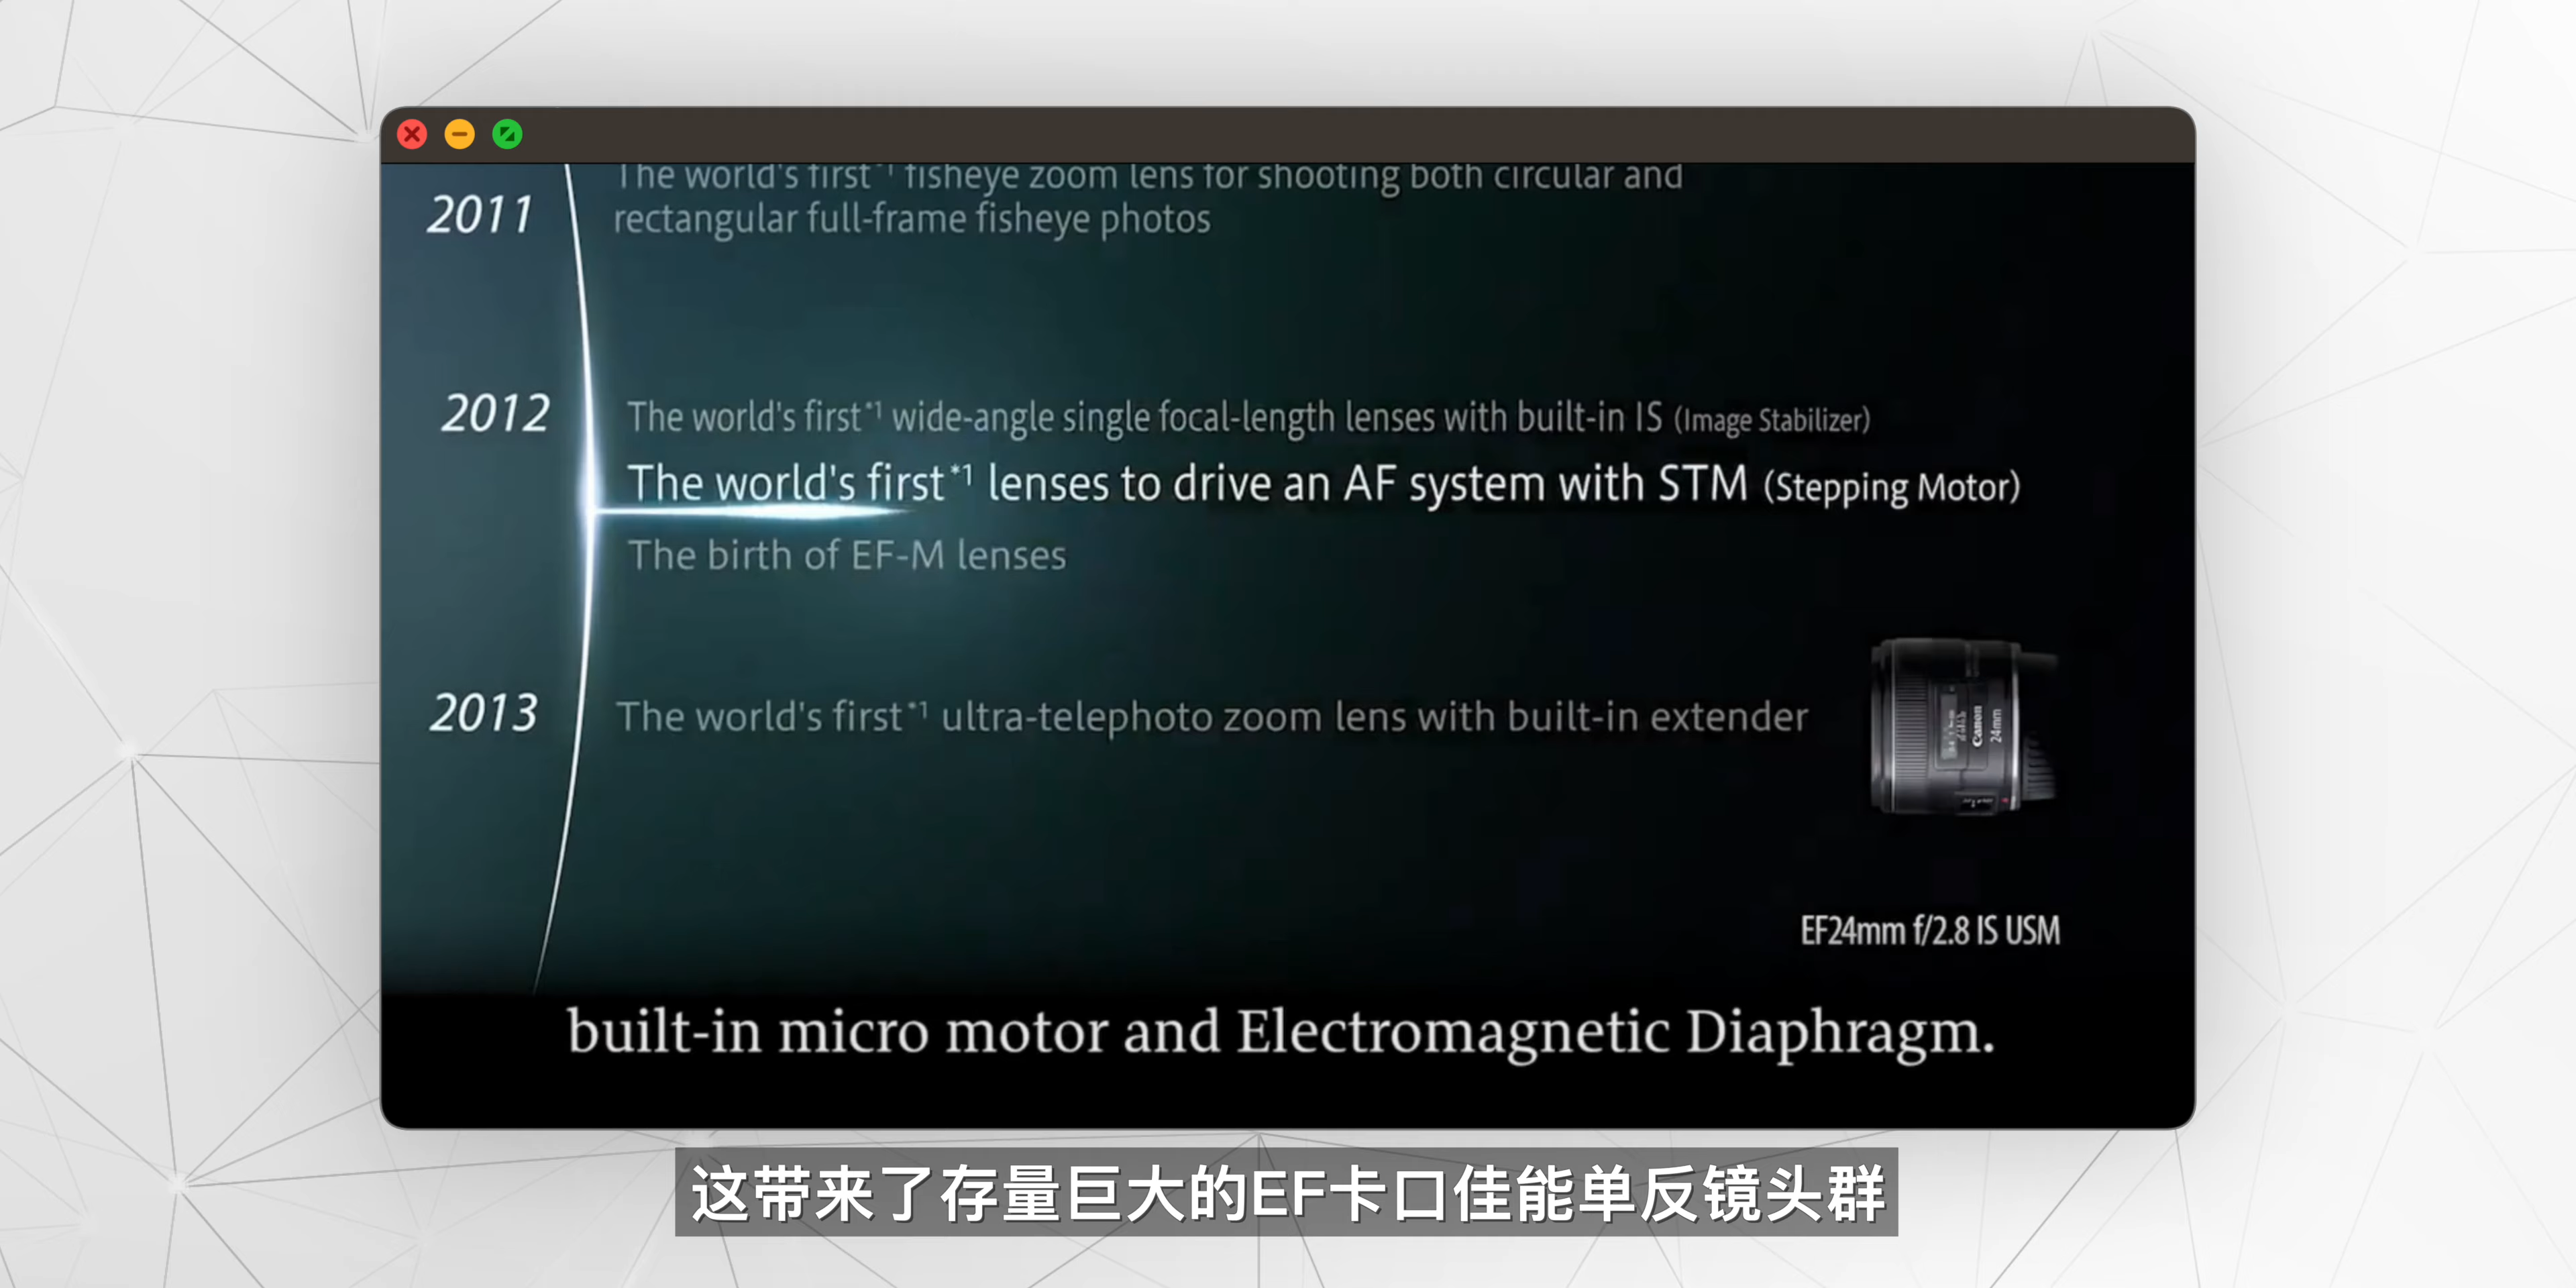 The world's first*1 fisheye zoom lens for shooting both circular and
2011
rectangular full-frame fisheye photos
2012
The world's first*1 wide-angle single focal-length lenses with built-in IS (Image Stabilizer)
The world's first*1 lenses to drive an AF system with STM (Stepping Motor)
The birth of EF-M lenses
2013
The world's first*1 ultra-telephoto zoom lens with built-in extender
Canon
24mm
EF24mm f/2.8 IS USM
built-in micro motor and Electromagnetic Diaphragm.
这带来了存量巨大的EF卡口佳能单反镜头群